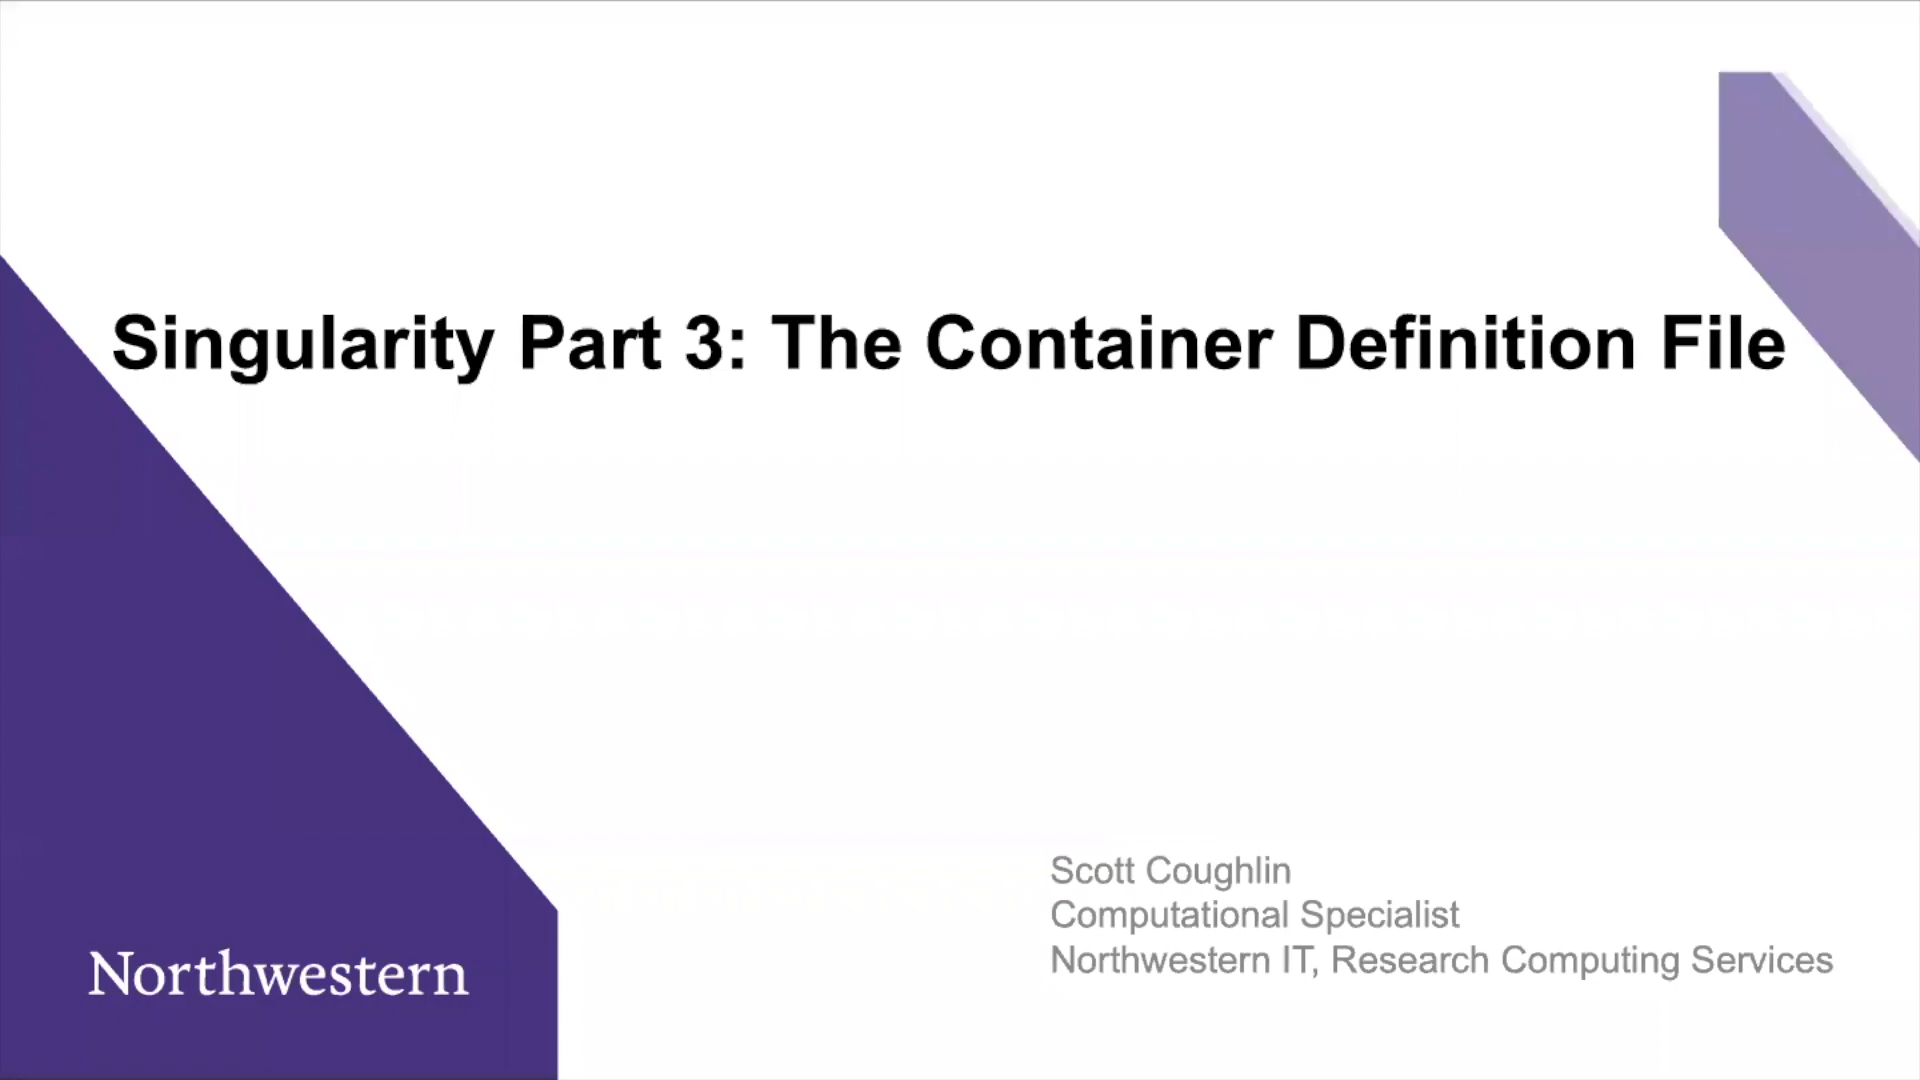 Singularity Part 3: The Container Definition File
Scott Coughlin
Computational Specialist
Northwestern IT, Research Computing Services
Northwestern